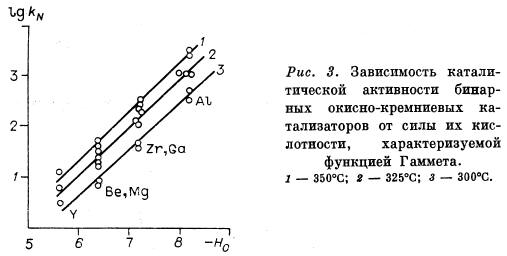 lg kN
1
2
3
3
2
1
Al
Zr, Ga
Be, Mg
Y
5 6 7 8 -H0
Рис. 3. Зависимость катали-
тической активности бинар-
ных окисно-кремниевых ка-
тализаторов от силы их кис-
лотности, характеризуемой
функцией Гаммета.
1 — 350°С; 2 — 325°С; 3 — 300°С.